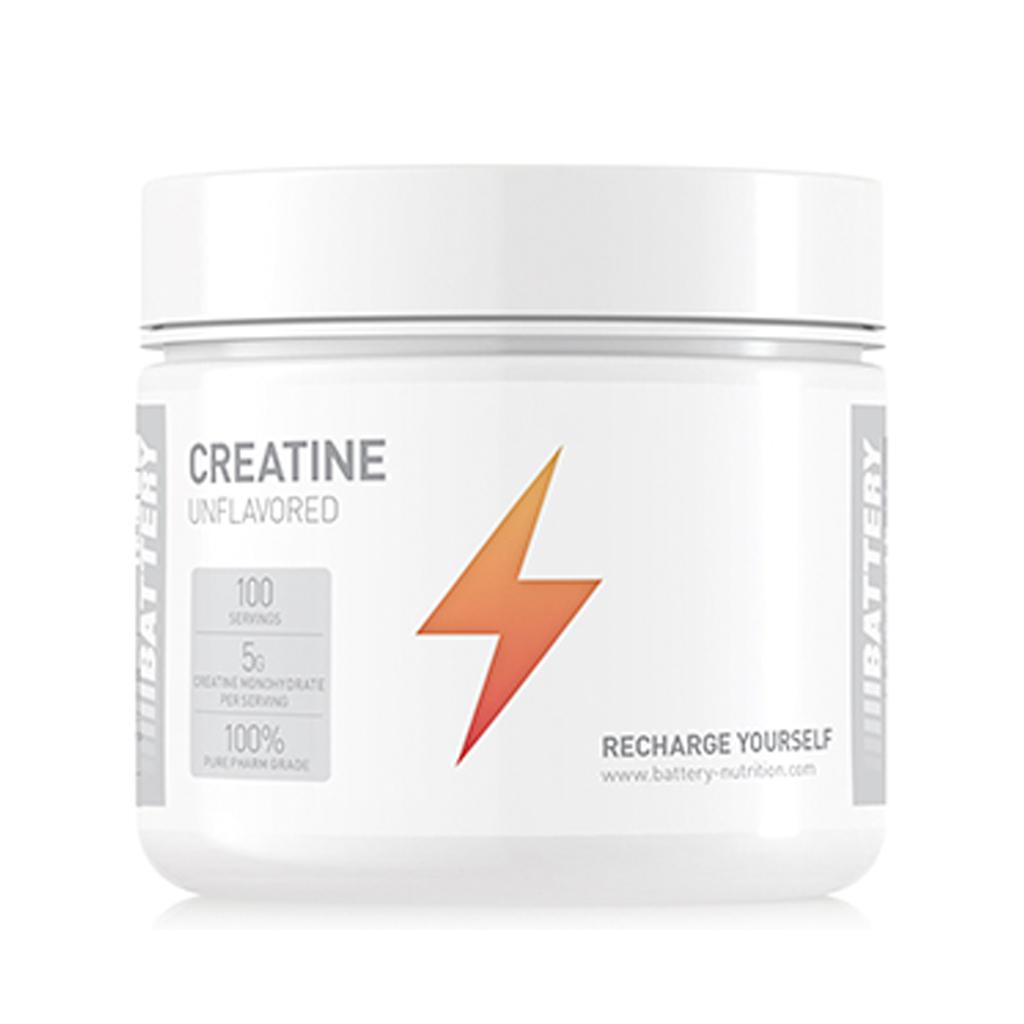 CREATINE
UNFLAVORED
100
SERVINGS
5G
CREATINE MONOHYDRATE
PER SERVING
100%
PURE PHARM GRADE
RECHARGE YOURSELF
www.battery-nutrition.com
BATTERY
BATTERY